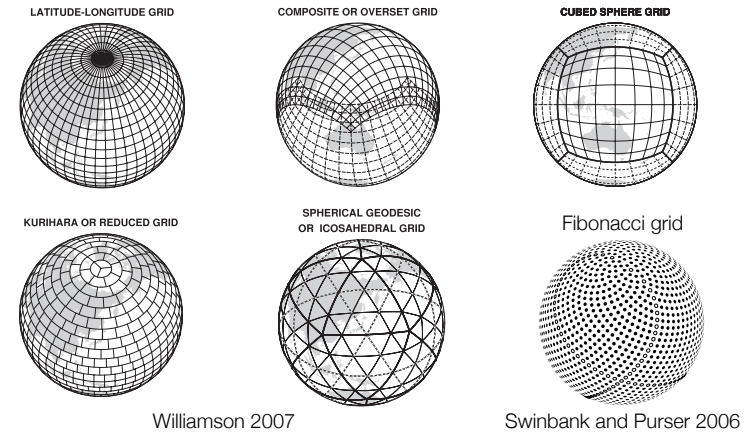 LATITUDE-LONGITUDE GRID
COMPOSITE OR OVERSET GRID
CUBED SPHERE GRID
KURIHARA OR REDUCED GRID
SPHERICAL GEODESIC
OR ICOSAHEDRAL GRID
Fibonacci grid
Williamson 2007
Swinbank and Purser 2006